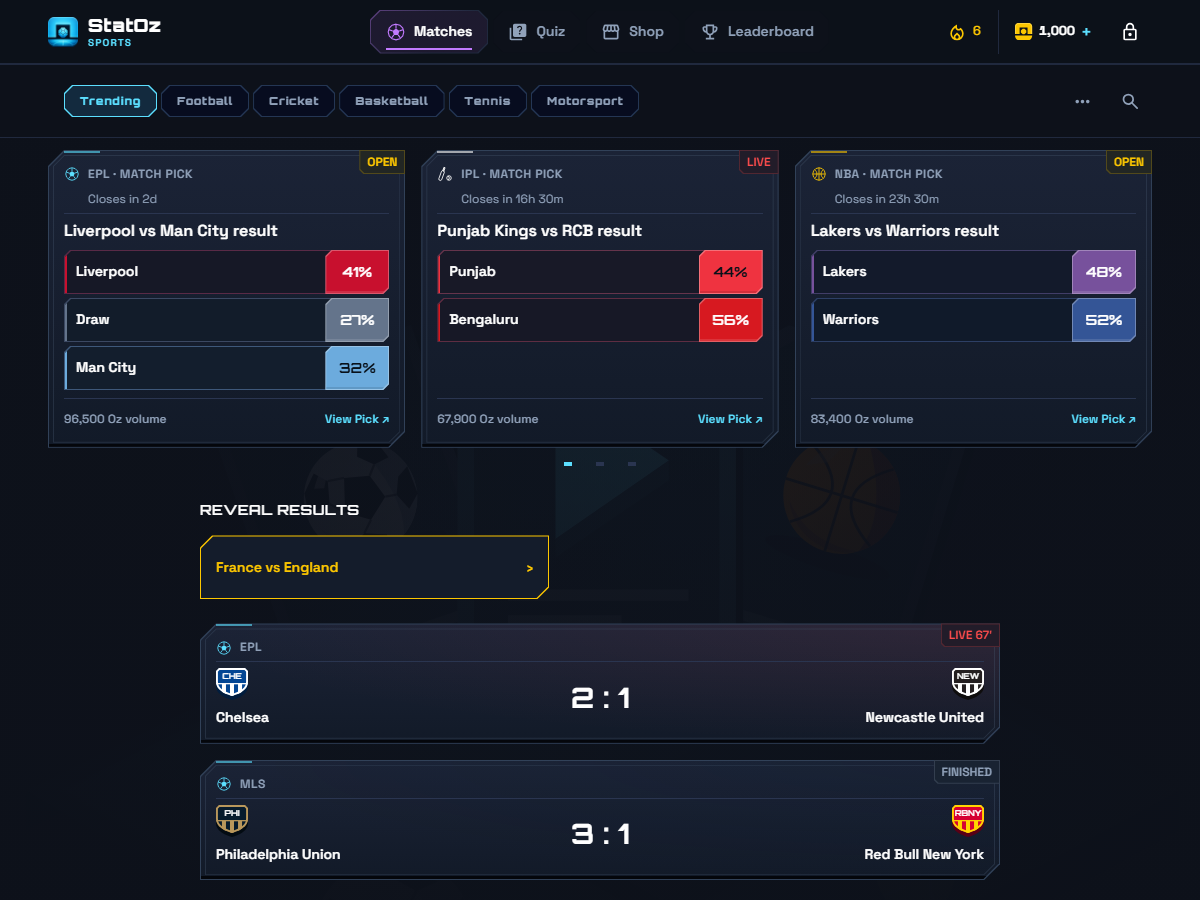 StatOz
SPORTS
Matches
Quiz
Shop
Leaderboard
6
1,000 +
Trending
Football
Cricket
Basketball
Tennis
Motorsport
EPL · MATCH PICK
OPEN
Closes in 2d
Liverpool vs Man City result
Liverpool 41%
Draw 27%
Man City 32%
96,500 Oz volume
View Pick ↗
IPL · MATCH PICK
LIVE
Closes in 16h 30m
Punjab Kings vs RCB result
Punjab 44%
Bengaluru 56%
67,900 Oz volume
View Pick ↗
NBA · MATCH PICK
OPEN
Closes in 23h 30m
Lakers vs Warriors result
Lakers 48%
Warriors 52%
83,400 Oz volume
View Pick ↗
REVEAL RESULTS
France vs England >
EPL
LIVE 67'
CHE
NEW
2 : 1
Chelsea
Newcastle United
MLS
FINISHED
PHI
RBNY
3 : 1
Philadelphia Union
Red Bull New York